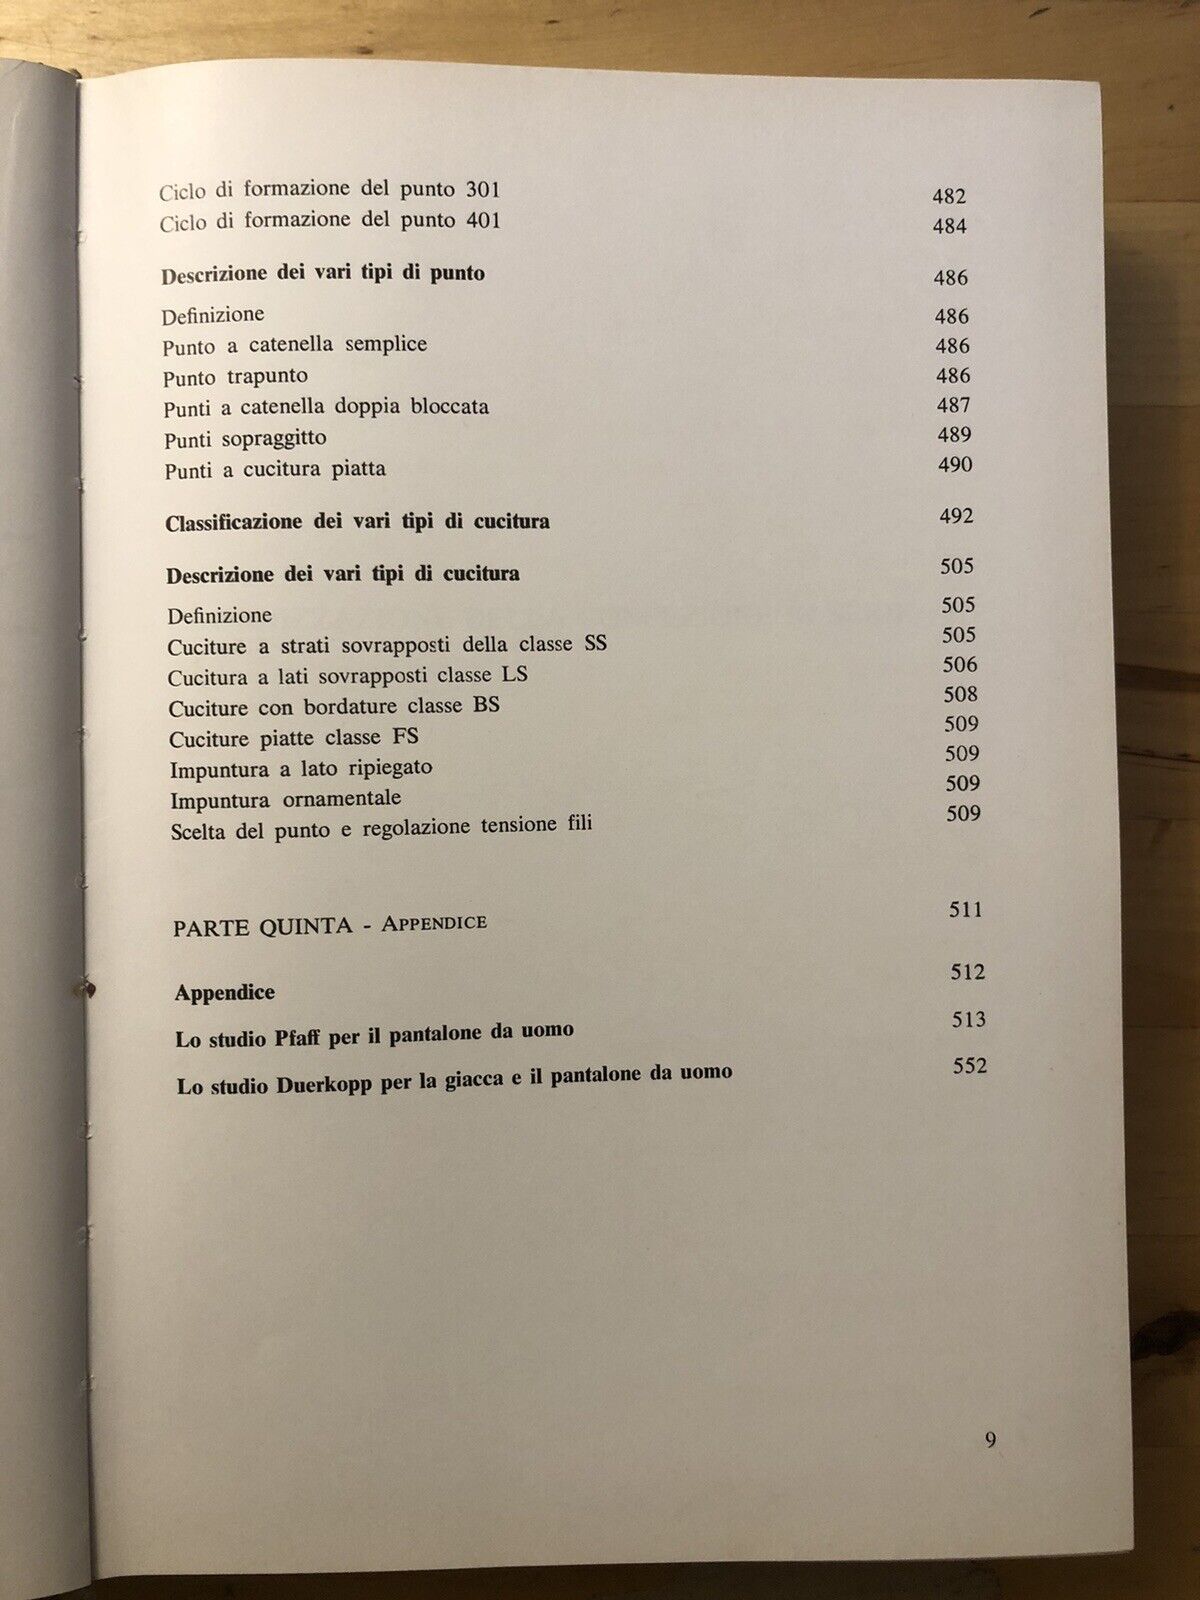 Ciclo di formazione del punto 301 482
Ciclo di formazione del punto 401 484
Descrizione dei vari tipi di punto 486
Definizione 486
Punto a catenella semplice 486
Punto trapunto 486
Punti a catenella doppia bloccata 487
Punti sopraggitto 489
Punti a cucitura piatta 490
Classificazione dei vari tipi di cucitura 492
Descrizione dei vari tipi di cucitura 505
Definizione 505
Cuciture a strati sovrapposti della classe SS 505
Cucitura a lati sovrapposti classe LS 506
Cuciture con bordature classe BS 508
Cuciture piatte classe FS 509
Impuntura a lato ripiegato 509
Impuntura ornamentale 509
Scelta del punto e regolazione tensione fili 509
PARTE QUINTA - APPENDICE 511
Appendice 512
Lo studio Pfaff per il pantalone da uomo 513
Lo studio Duerkopp per la giacca e il pantalone da uomo 552
9